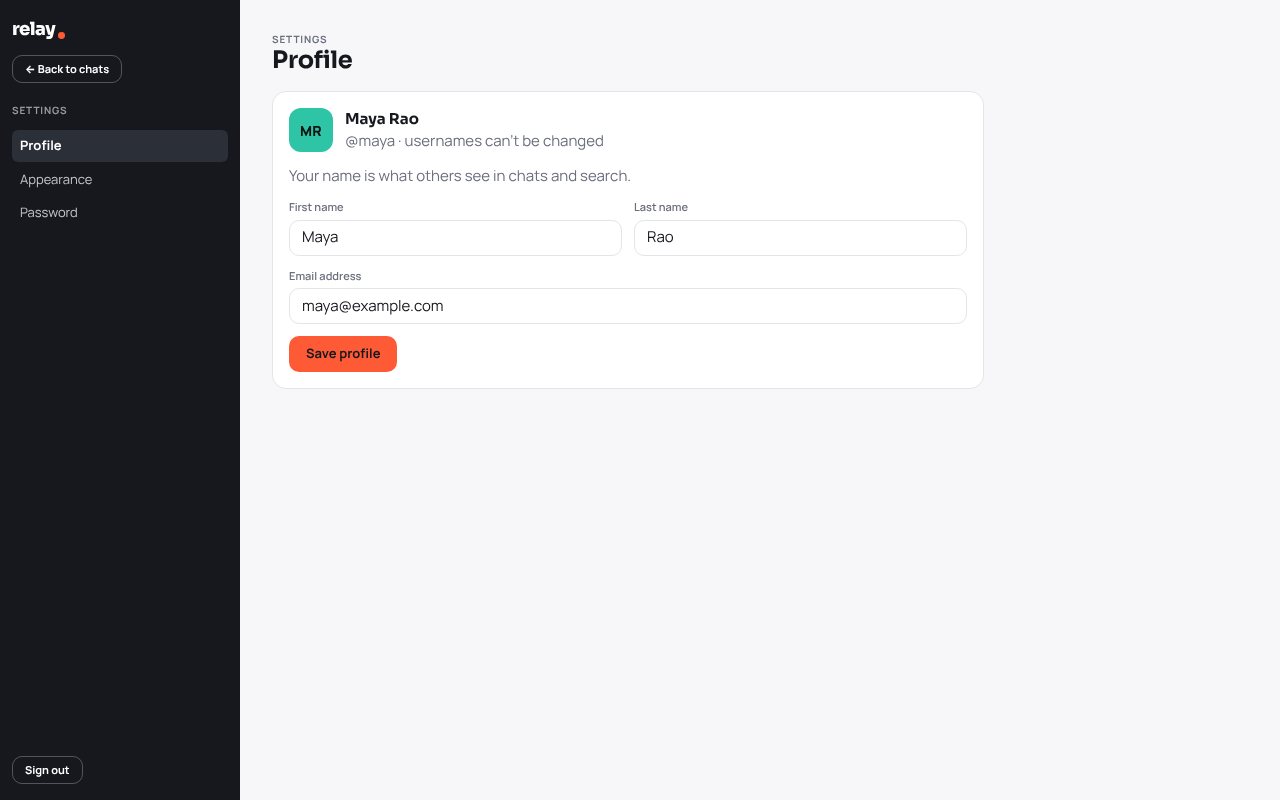 relay
← Back to chats
SETTINGS
Profile
Appearance
Password
Sign out
SETTINGS
Profile
MR
Maya Rao
@maya · usernames can't be changed
Your name is what others see in chats and search.
First name
Last name
Maya
Rao
Email address
maya@example.com
Save profile